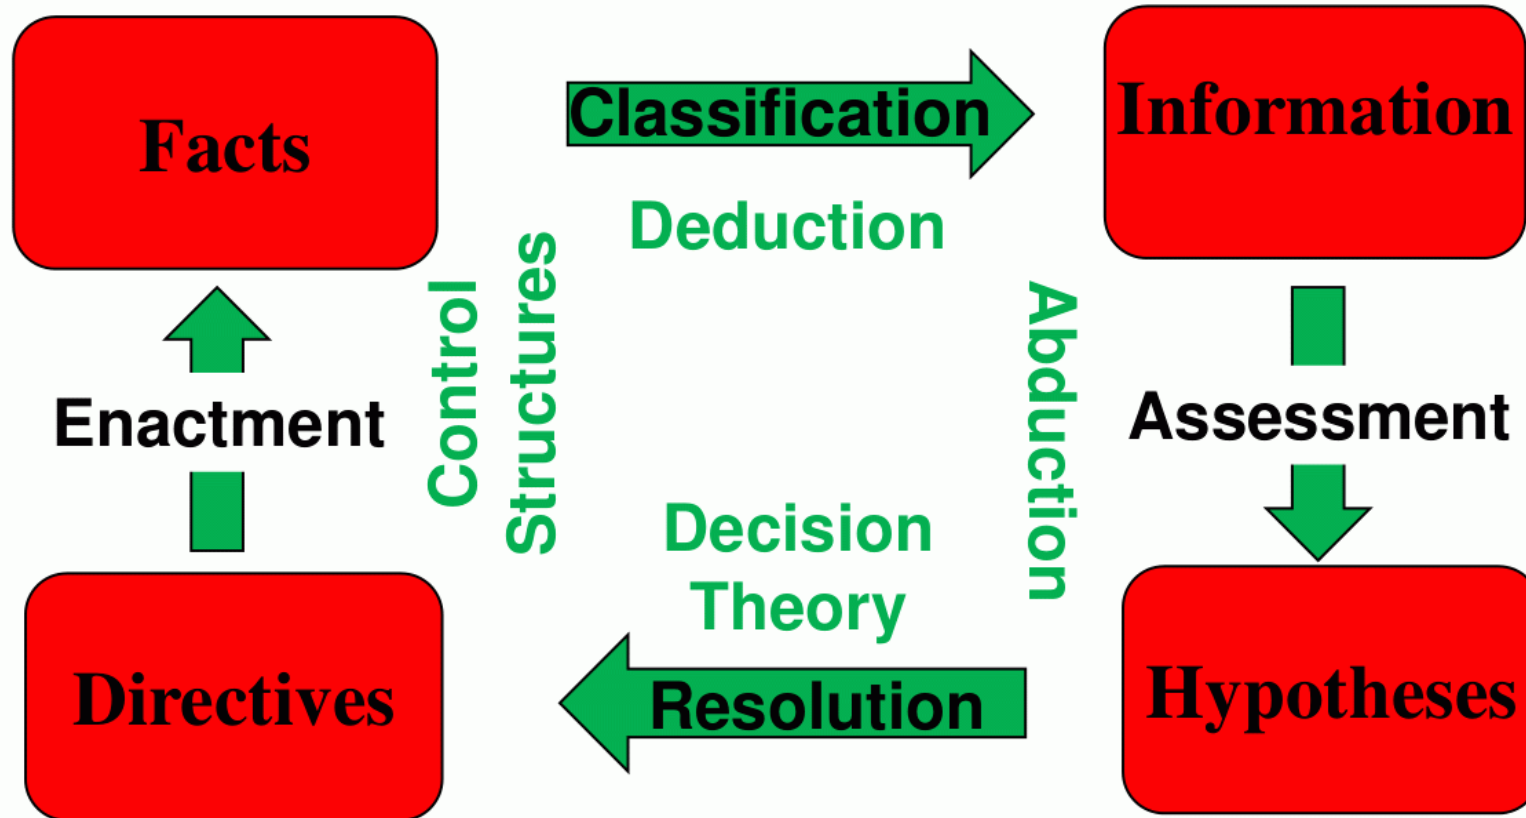 Facts
Classification
Information
Deduction
Control
Structures
Abduction
Enactment
Assessment
Decision
Theory
Directives
Resolution
Hypotheses